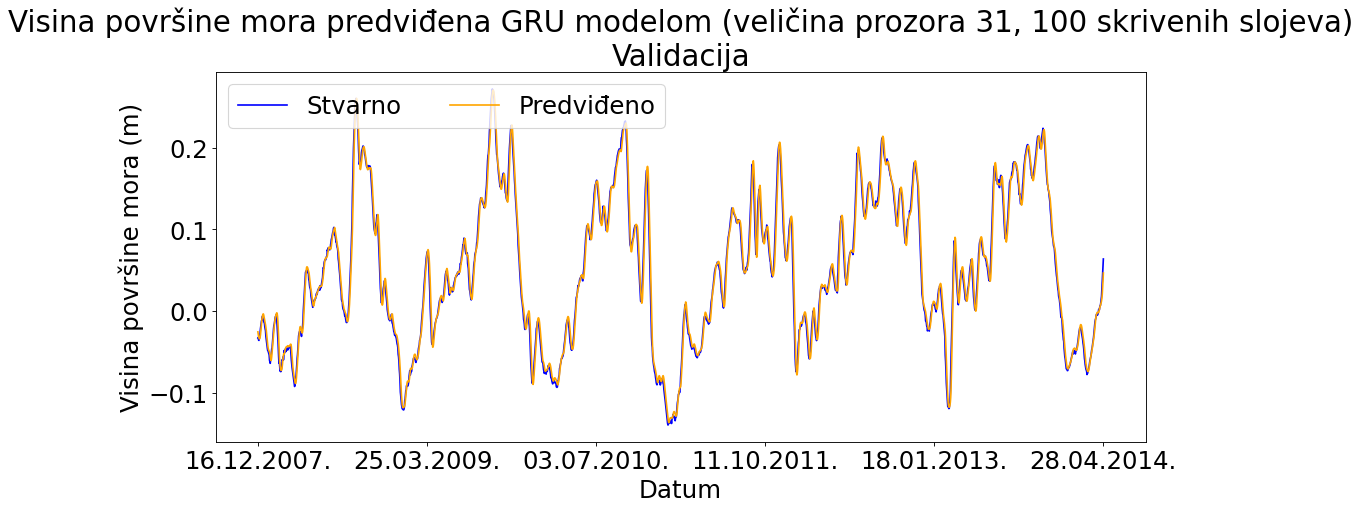 Visina površine mora predviđena GRU modelom (veličina prozora 31, 100 skrivenih slojeva)
Validacija
Stvarno
Predviđeno
Visina površine mora (m)
0.2
0.1
0.0
−0.1
16.12.2007.
25.03.2009.
03.07.2010.
11.10.2011.
18.01.2013.
28.04.2014.
Datum